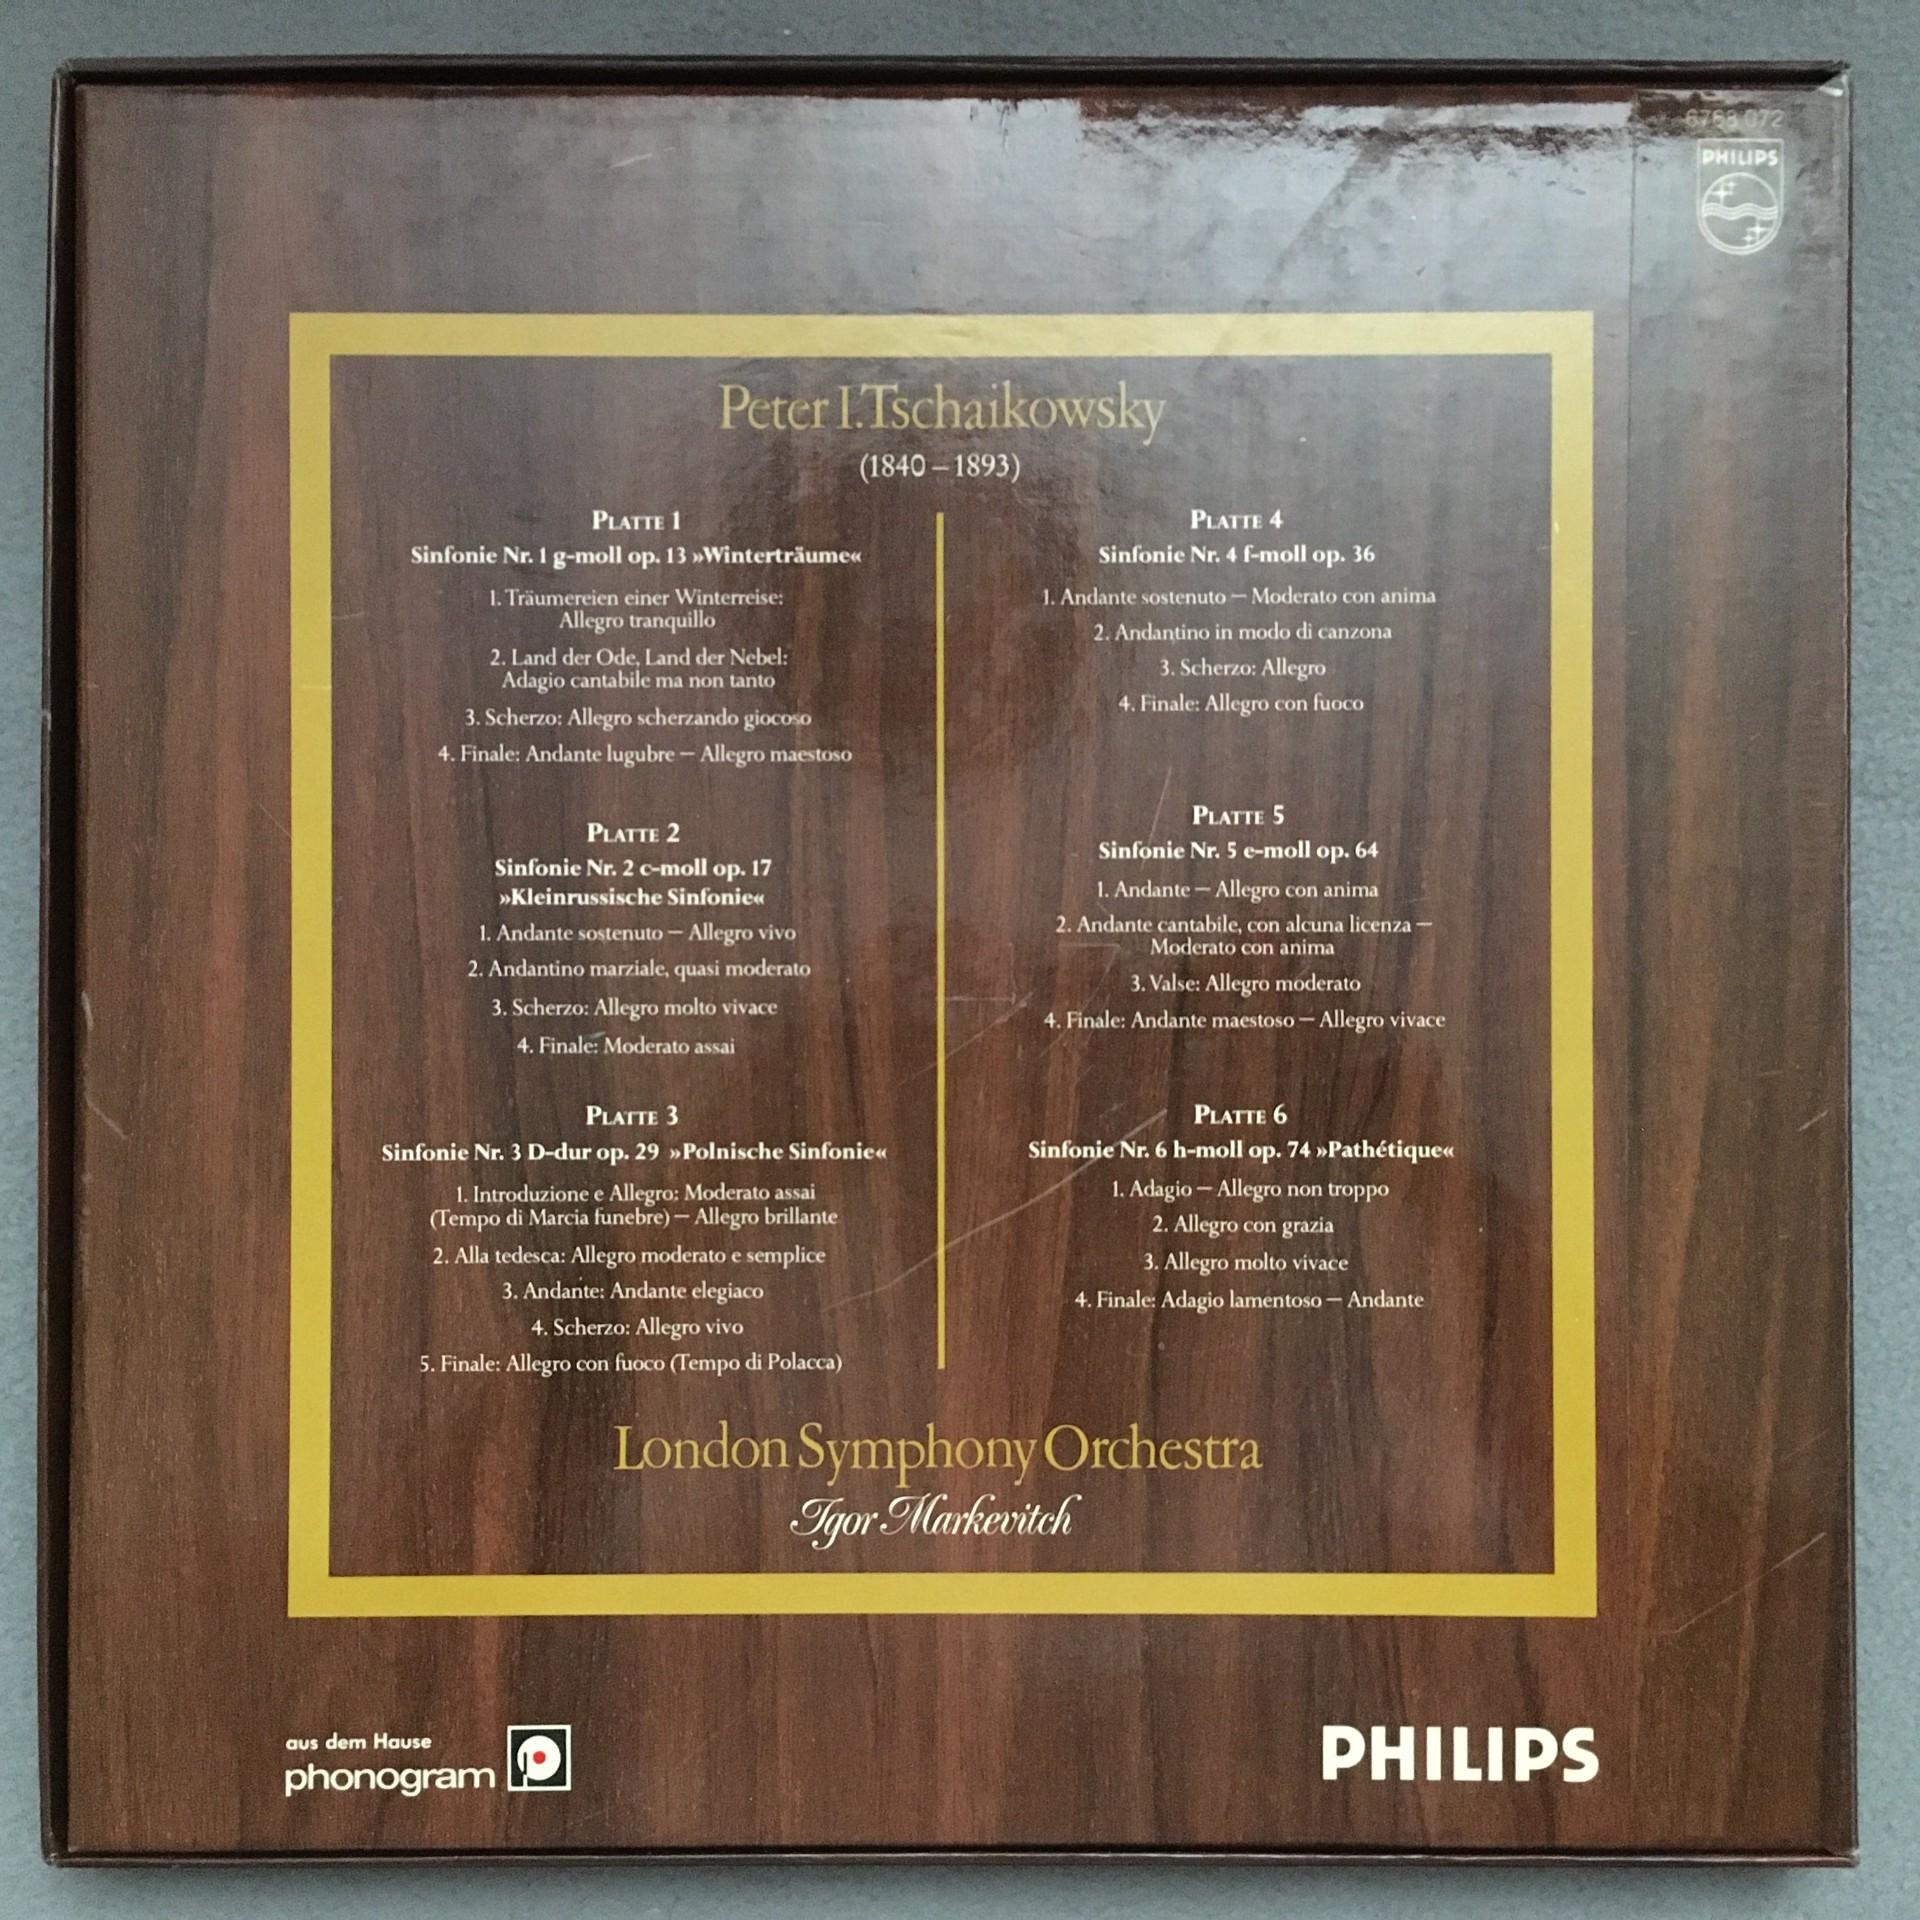 6768 072
PHILIPS
Peter I. Tschaikowsky
(1840 – 1893)
PLATTE 1
Sinfonie Nr. 1 g-moll op. 13 »Winterträume«
1. Träumereien einer Winterreise:
Allegro tranquillo
2. Land der Öde, Land der Nebel:
Adagio cantabile ma non tanto
3. Scherzo: Allegro scherzando giocoso
4. Finale: Andante lugubre — Allegro maestoso
PLATTE 2
Sinfonie Nr. 2 c-moll op. 17
»Kleinrussische Sinfonie«
1. Andante sostenuto — Allegro vivo
2. Andantino marziale, quasi moderato
3. Scherzo: Allegro molto vivace
4. Finale: Moderato assai
PLATTE 3
Sinfonie Nr. 3 D-dur op. 29 »Polnische Sinfonie«
1. Introduzione e Allegro: Moderato assai
(Tempo di Marcia funebre) — Allegro brillante
2. Alla tedesca: Allegro moderato e semplice
3. Andante: Andante elegiaco
4. Scherzo: Allegro vivo
5. Finale: Allegro con fuoco (Tempo di Polacca)
PLATTE 4
Sinfonie Nr. 4 f-moll op. 36
1. Andante sostenuto — Moderato con anima
2. Andantino in modo di canzona
3. Scherzo: Allegro
4. Finale: Allegro con fuoco
PLATTE 5
Sinfonie Nr. 5 e-moll op. 64
1. Andante — Allegro con anima
2. Andante cantabile, con alcuna licenza —
Moderato con anima
3. Valse: Allegro moderato
4. Finale: Andante maestoso — Allegro vivace
PLATTE 6
Sinfonie Nr. 6 h-moll op. 74 »Pathétique«
1. Adagio — Allegro non troppo
2. Allegro con grazia
3. Allegro molto vivace
4. Finale: Adagio lamentoso — Andante
London Symphony Orchestra
Igor Markevitch
aus dem Hause
phonogram
PHILIPS